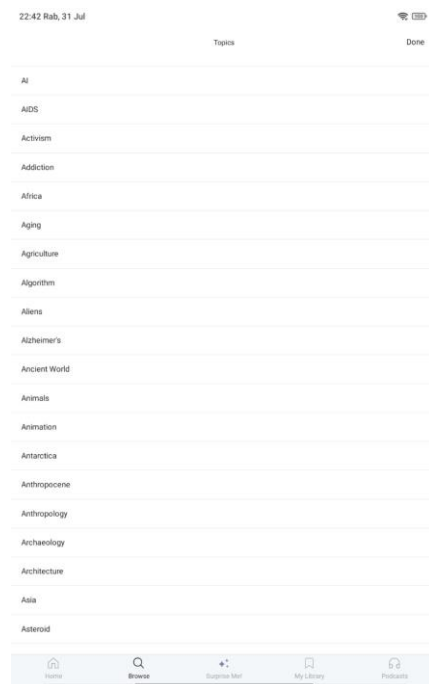 22:42 Rab, 31 Jul
Topics
Done
AI
AIDS
Activism
Addiction
Africa
Aging
Agriculture
Algorithm
Aliens
Alzheimer's
Ancient World
Animals
Animation
Antarctica
Anthropocene
Anthropology
Archaeology
Architecture
Asia
Asteroid
Home
Browse
Surprise Me!
My Library
Podcasts